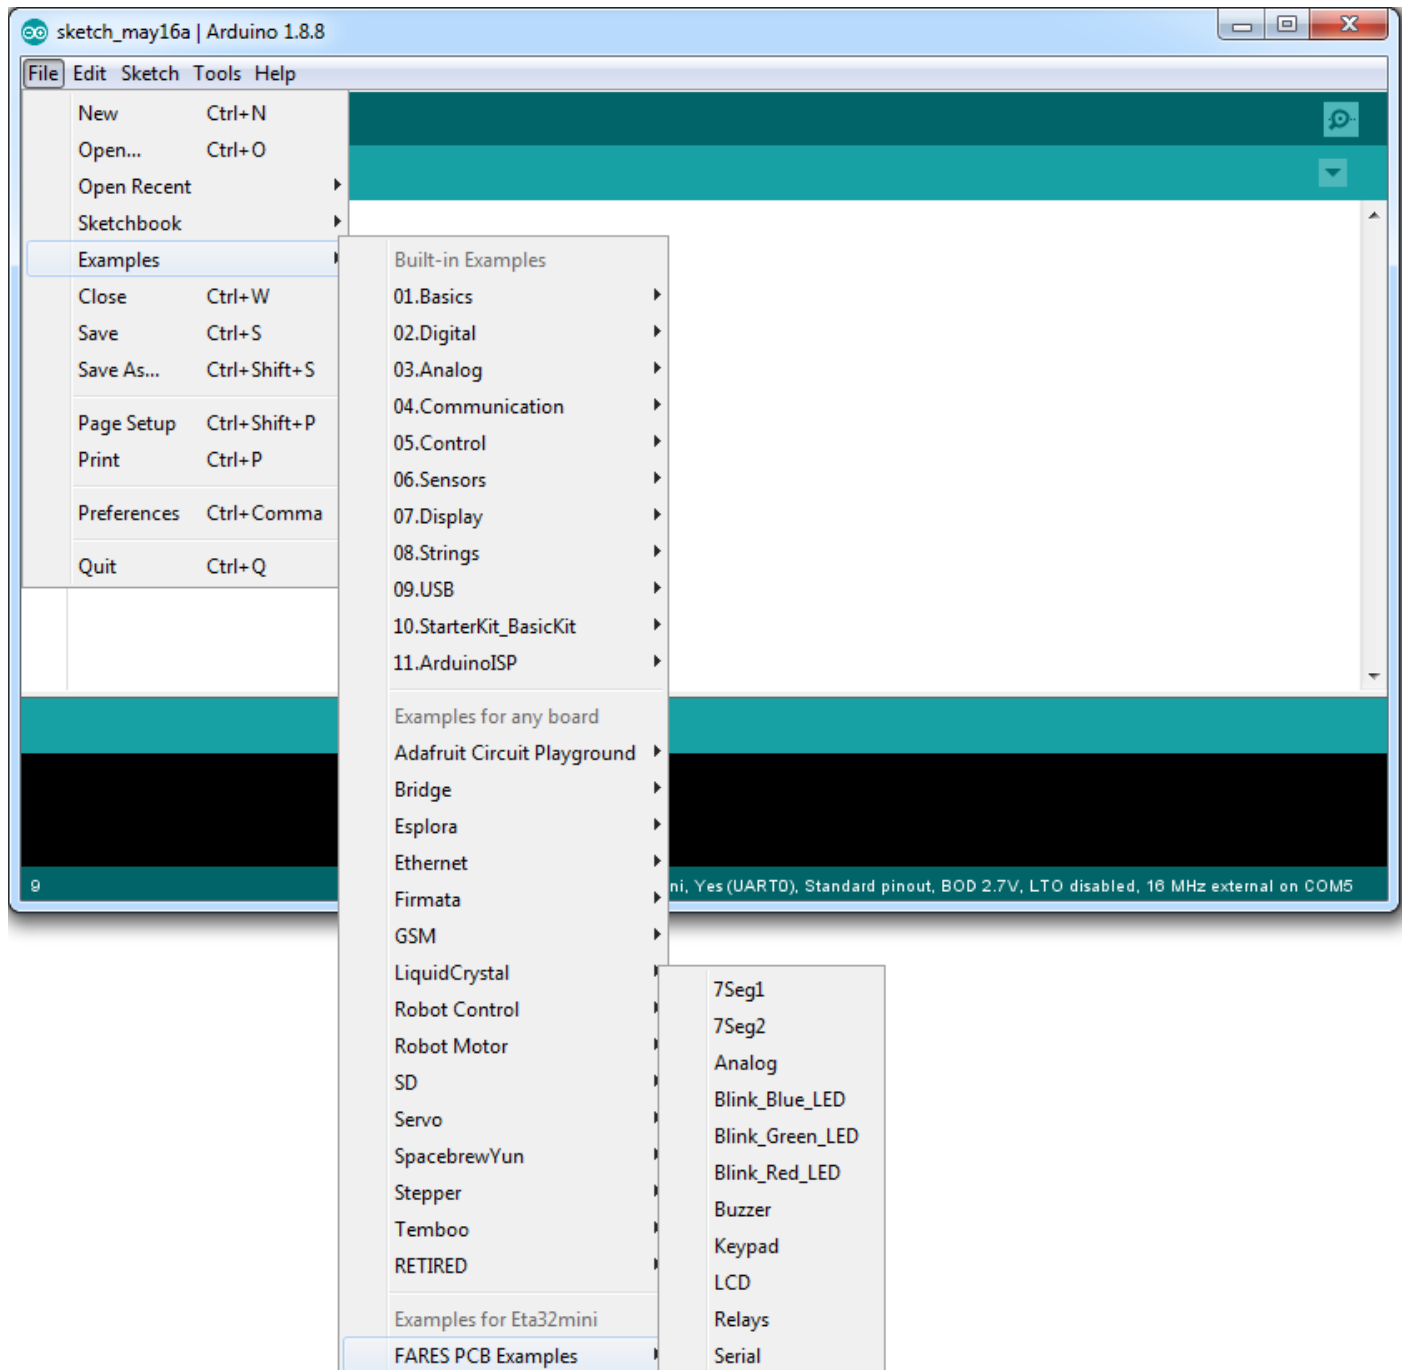 sketch_may16a | Arduino 1.8.8
File Edit Sketch Tools Help
New Ctrl+N
Open... Ctrl+O
Open Recent
Sketchbook
Examples
Close Ctrl+W
Save Ctrl+S
Save As... Ctrl+Shift+S
Page Setup Ctrl+Shift+P
Print Ctrl+P
Preferences Ctrl+Comma
Quit Ctrl+Q
Built-in Examples
01.Basics
02.Digital
03.Analog
04.Communication
05.Control
06.Sensors
07.Display
08.Strings
09.USB
10.StarterKit_BasicKit
11.ArduinoISP
Examples for any board
Adafruit Circuit Playground
Bridge
Esplora
Ethernet
Firmata
GSM
LiquidCrystal
Robot Control
Robot Motor
SD
Servo
SpacebrewYun
Stepper
Temboo
RETIRED
Examples for Eta32mini
FARES PCB Examples
7Seg1
7Seg2
Analog
Blink_Blue_LED
Blink_Green_LED
Blink_Red_LED
Buzzer
Keypad
LCD
Relays
Serial
9
ni, Yes (UART0), Standard pinout, BOD 2.7V, LTO disabled, 16 MHz external on COM5